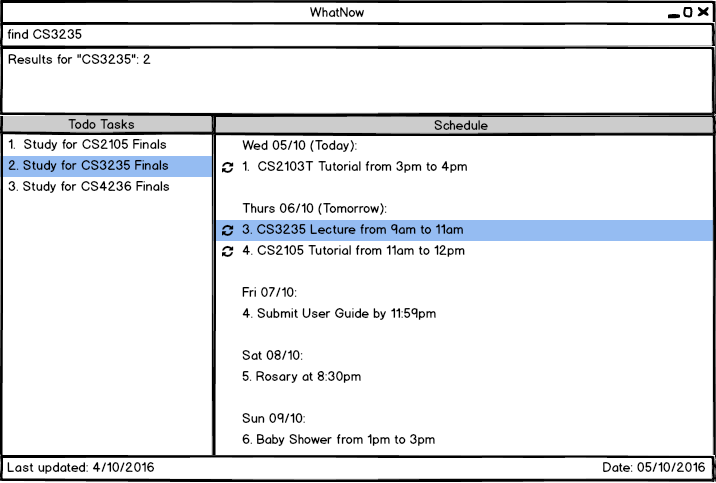 WhatNow
find CS3235
Results for "CS3235": 2
Todo Tasks
1. Study for CS2105 Finals
2. Study for CS3235 Finals
3. Study for CS4236 Finals
Schedule
Wed 05/10 (Today):
1. CS2103T Tutorial from 3pm to 4pm
Thurs 06/10 (Tomorrow):
3. CS3235 Lecture from 9am to 11am
4. CS2105 Tutorial from 11am to 12pm
Fri 07/10:
4. Submit User Guide by 11:59pm
Sat 08/10:
5. Rosary at 8:30pm
Sun 09/10:
6. Baby Shower from 1pm to 3pm
Last updated: 4/10/2016
Date: 05/10/2016